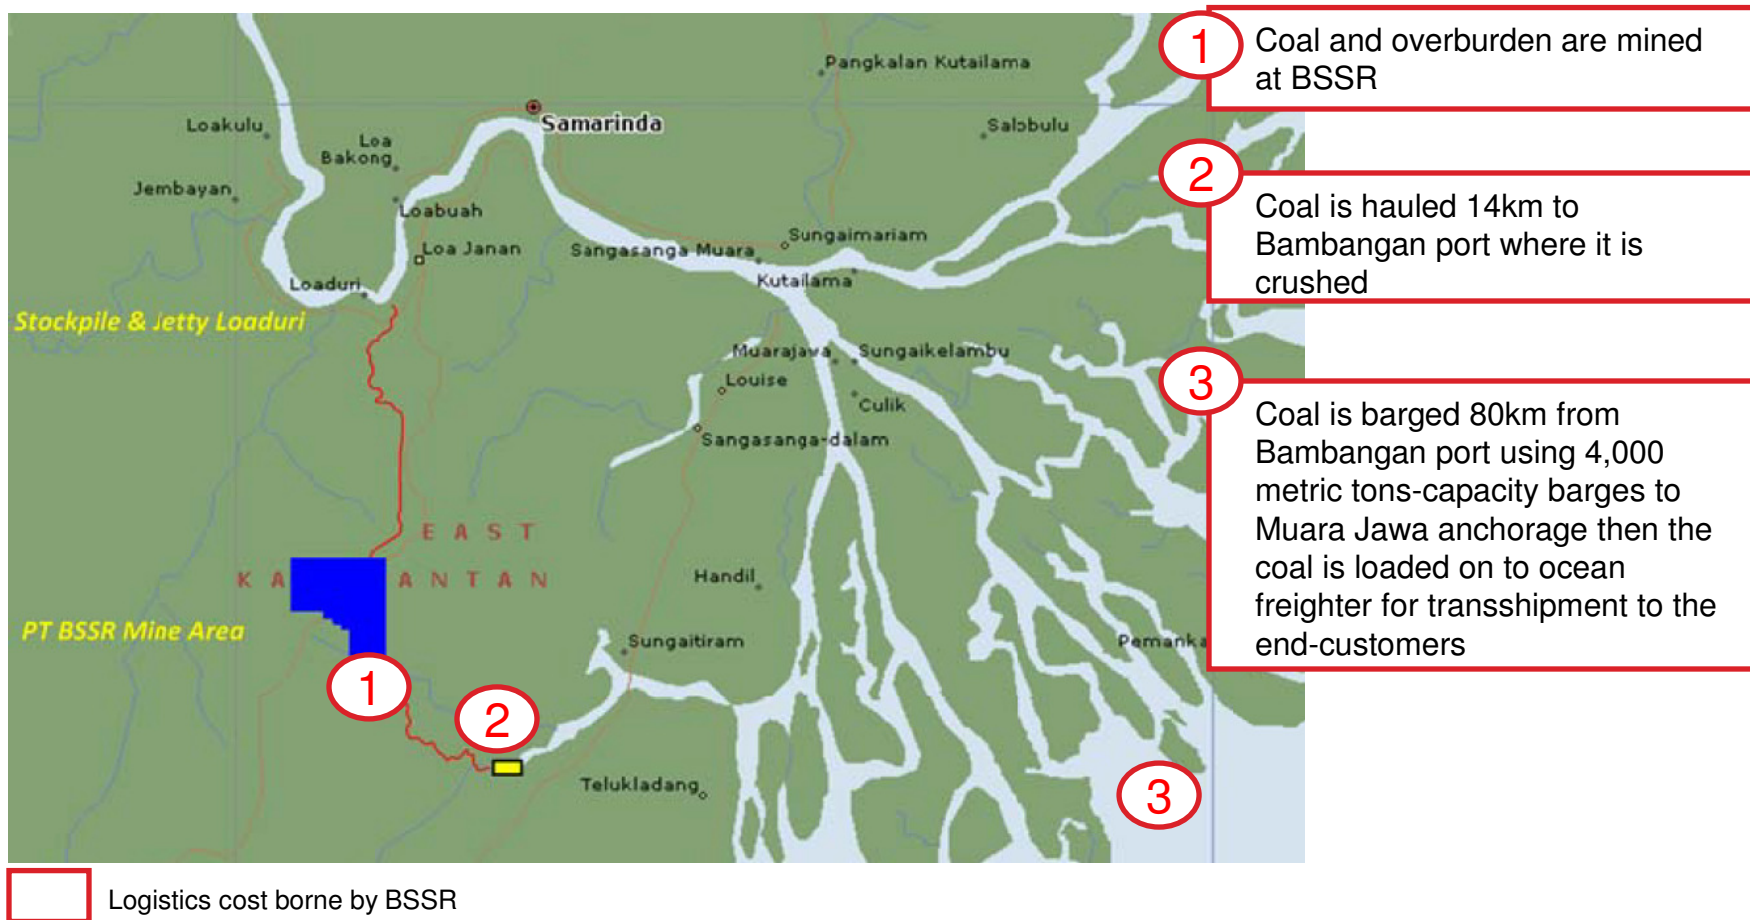 1
Coal and overburden are mined
at BSSR
2
Coal is hauled 14km to
Bambangan port where it is
crushed
3
Coal is barged 80km from
Bambangan port using 4,000
metric tons-capacity barges to
Muara Jawa anchorage then the
coal is loaded on to ocean
freighter for transshipment to the
end-customers
Pangkalan Kutailama
Samarinda
Loakulu
Loa
Bakong
Salobulu
Jembayan
Loabuah
Loa Janan
Sangasanga Muara
Sungaimariam
Kutailama
Loaduri
Stockpile & Jetty Loaduri
Muarajawa
Sungaikelambu
Louise
Culik
Sangasanga-dalam
EAST
KA
ANTAN
Handil
PT BSSR Mine Area
Sungaitiram
Pemanka
1
2
Telukladang
3
Logistics cost borne by BSSR